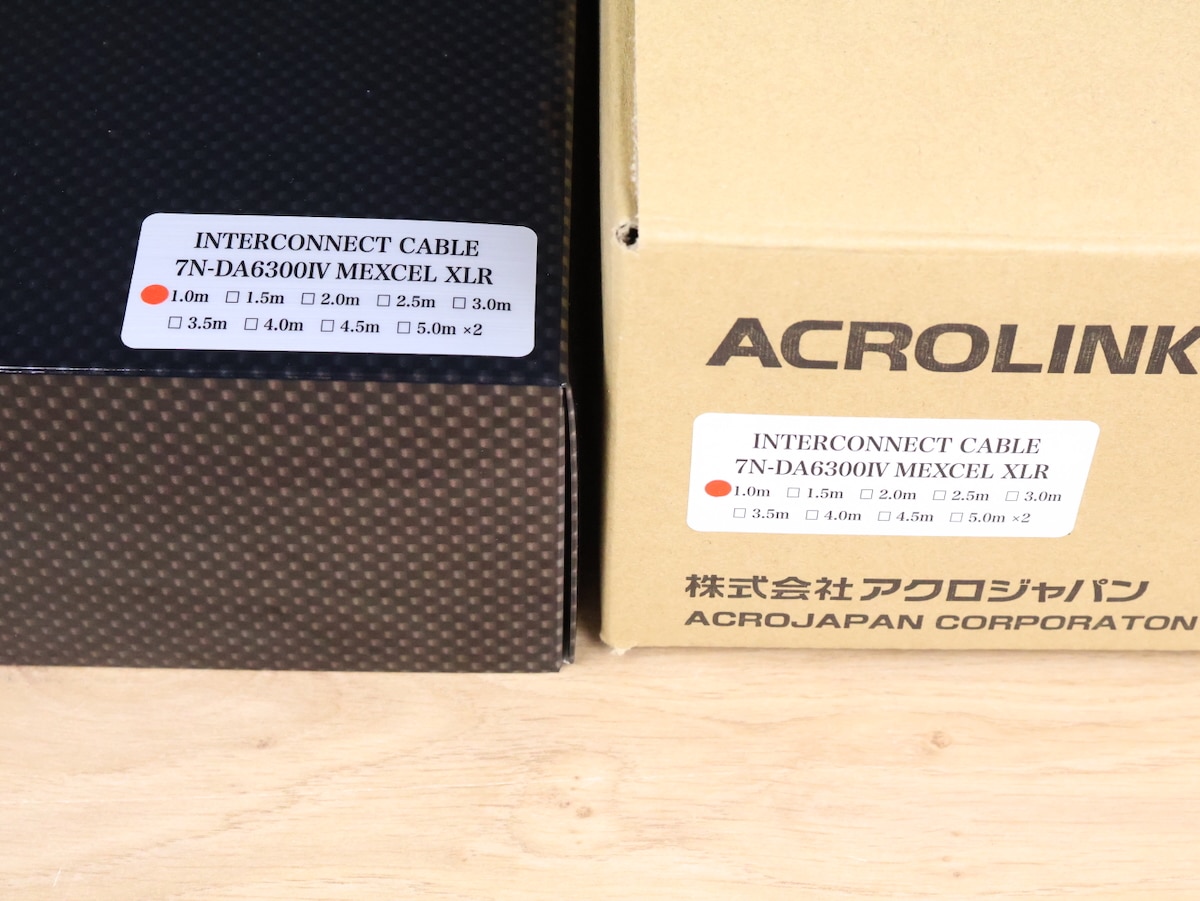 INTERCONNECT CABLE
7N-DA6300IV MEXCEL XLR
1.0m □ 1.5m □ 2.0m □ 2.5m □ 3.0m
□ 3.5m □ 4.0m □ 4.5m □ 5.0m ×2
ACROLINK
INTERCONNECT CABLE
7N-DA6300IV MEXCEL XLR
1.0m □ 1.5m □ 2.0m □ 2.5m □ 3.0m
□ 3.5m □ 4.0m □ 4.5m □ 5.0m ×2
株式会社アクロジャパン
ACROJAPAN CORPORATON